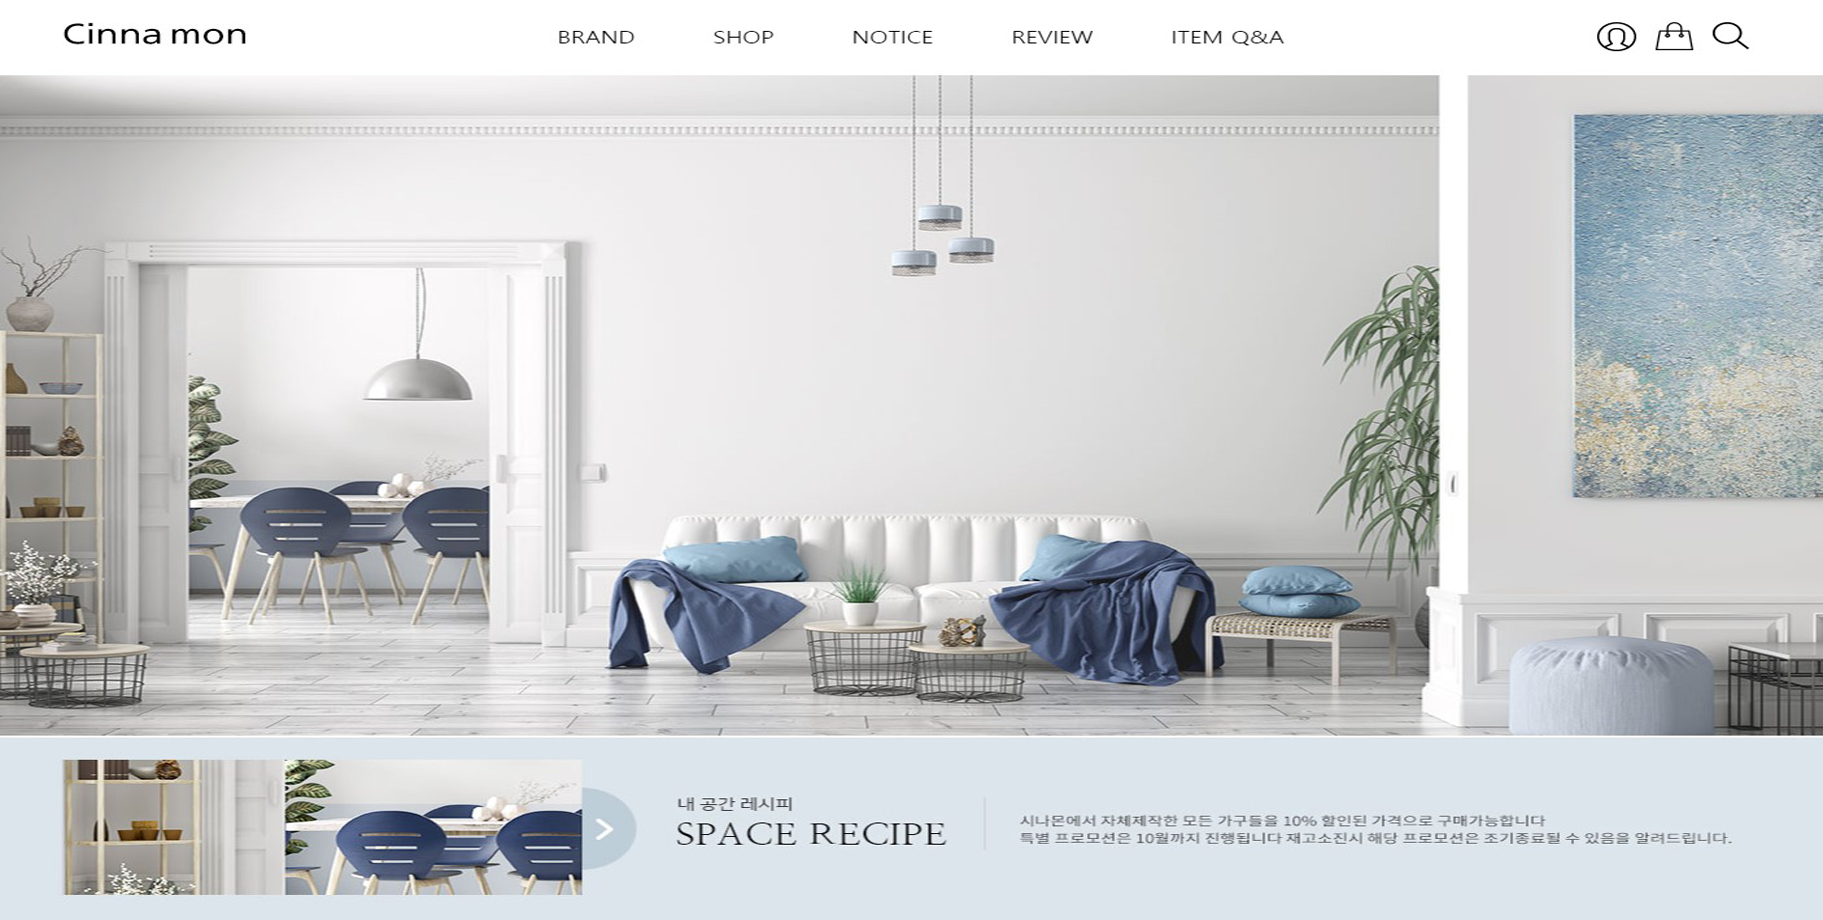 Cinnamon
BRAND SHOP NOTICE REVIEW ITEM Q&A
내 공간 레시피
SPACE RECIPE
시나몬에서 자체제작한 모든 가구들을 10% 할인된 가격으로 구매가능합니다
특별 프로모션은 10월까지 진행됩니다 재고소진시 해당 프로모션은 조기종료될 수 있음을 알려드립니다.